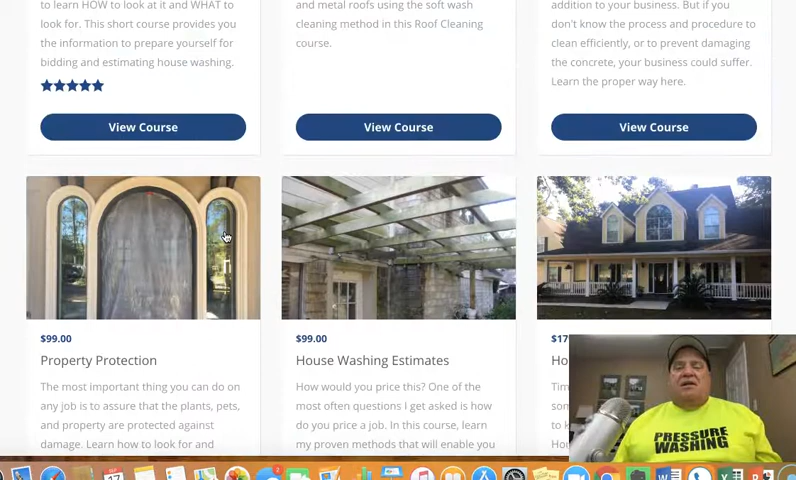 to learn HOW to look at it and WHAT to
look for. This short course provides you
the information to prepare yourself for
bidding and estimating house washing.
View Course
and metal roofs using the soft wash
cleaning method in this Roof Cleaning
course.
View Course
addition to your business. But if you
don't know the process and procedure to
clean efficiently, or to prevent damaging
the concrete, your business could suffer.
Learn the proper way here.
View Course
$99.00
Property Protection
The most important thing you can do on
any job is to assure that the plants, pets,
and property are protected against
damage. Learn how to look for and
$99.00
House Washing Estimates
How would you price this? One of the
most often questions I get asked is how
do you price a job. In this course, learn
my proven methods that will enable you
PRESSURE
WASHING